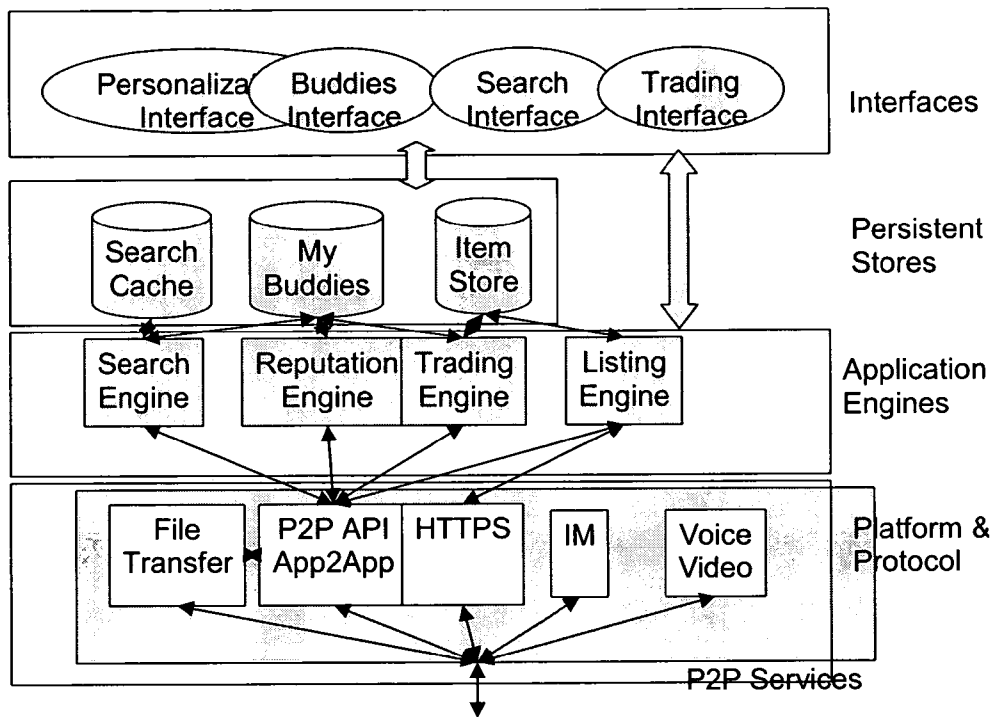 Personaliza
Interface
Buddies
Interface
Search
Interface
Trading
Interface
Interfaces
Search
Cache
My
Buddies
Item
Store
Persistent
Stores
Search
Engine
Reputation
Engine
Trading
Engine
Listing
Engine
Application
Engines
File
Transfer
P2P API
App2App
HTTPS
IM
Voice
Video
Platform &
Protocol
P2P Services